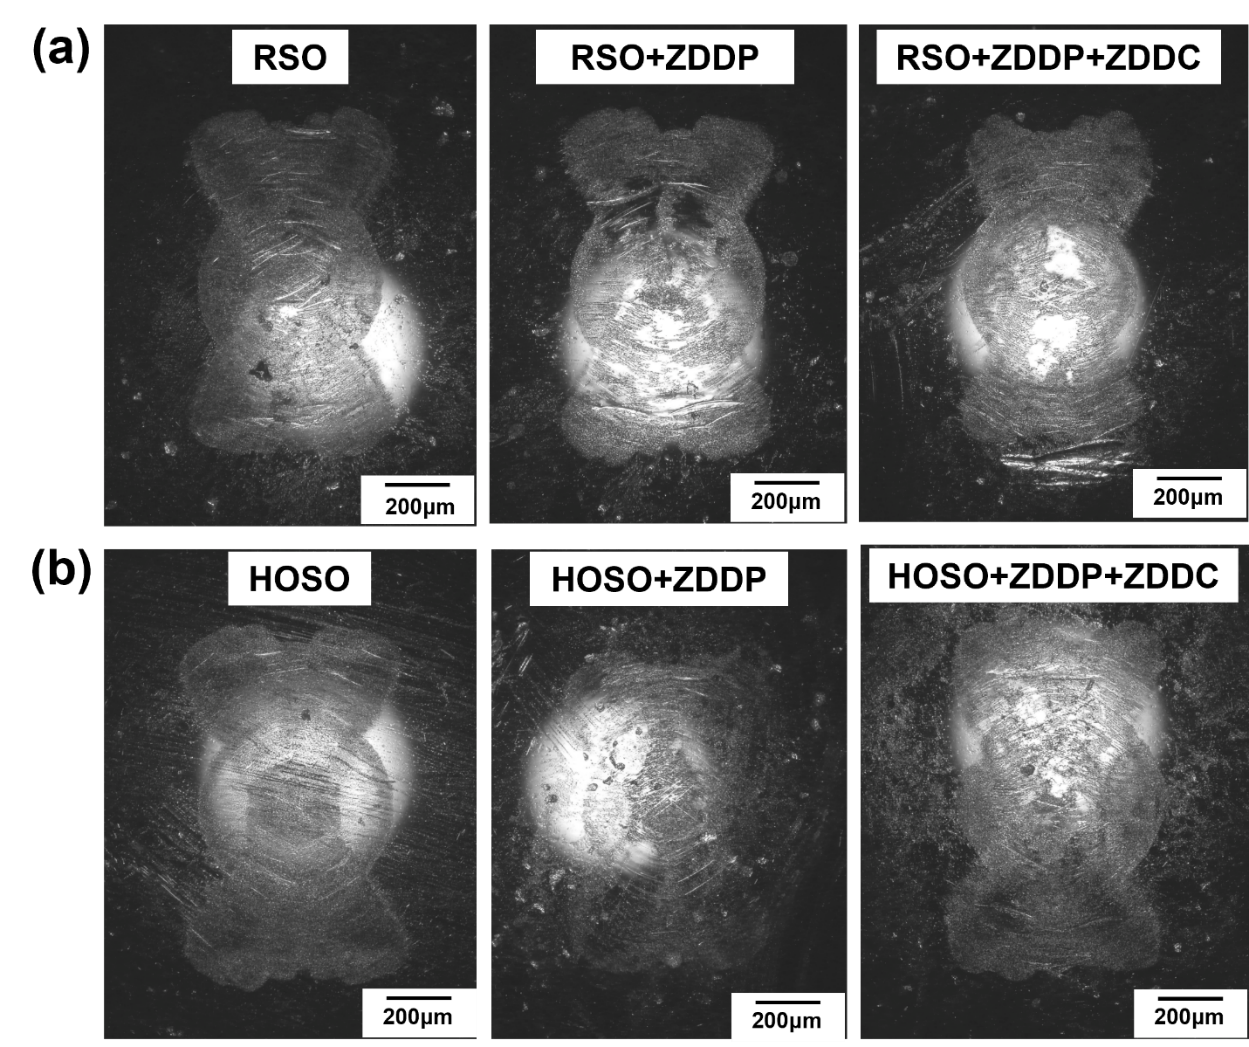 (a)
RSO
RSO+ZDDP
RSO+ZDDP+ZDDC
200µm
200µm
200µm
(b)
HOSO
HOSO+ZDDP
HOSO+ZDDP+ZDDC
200µm
200µm
200µm